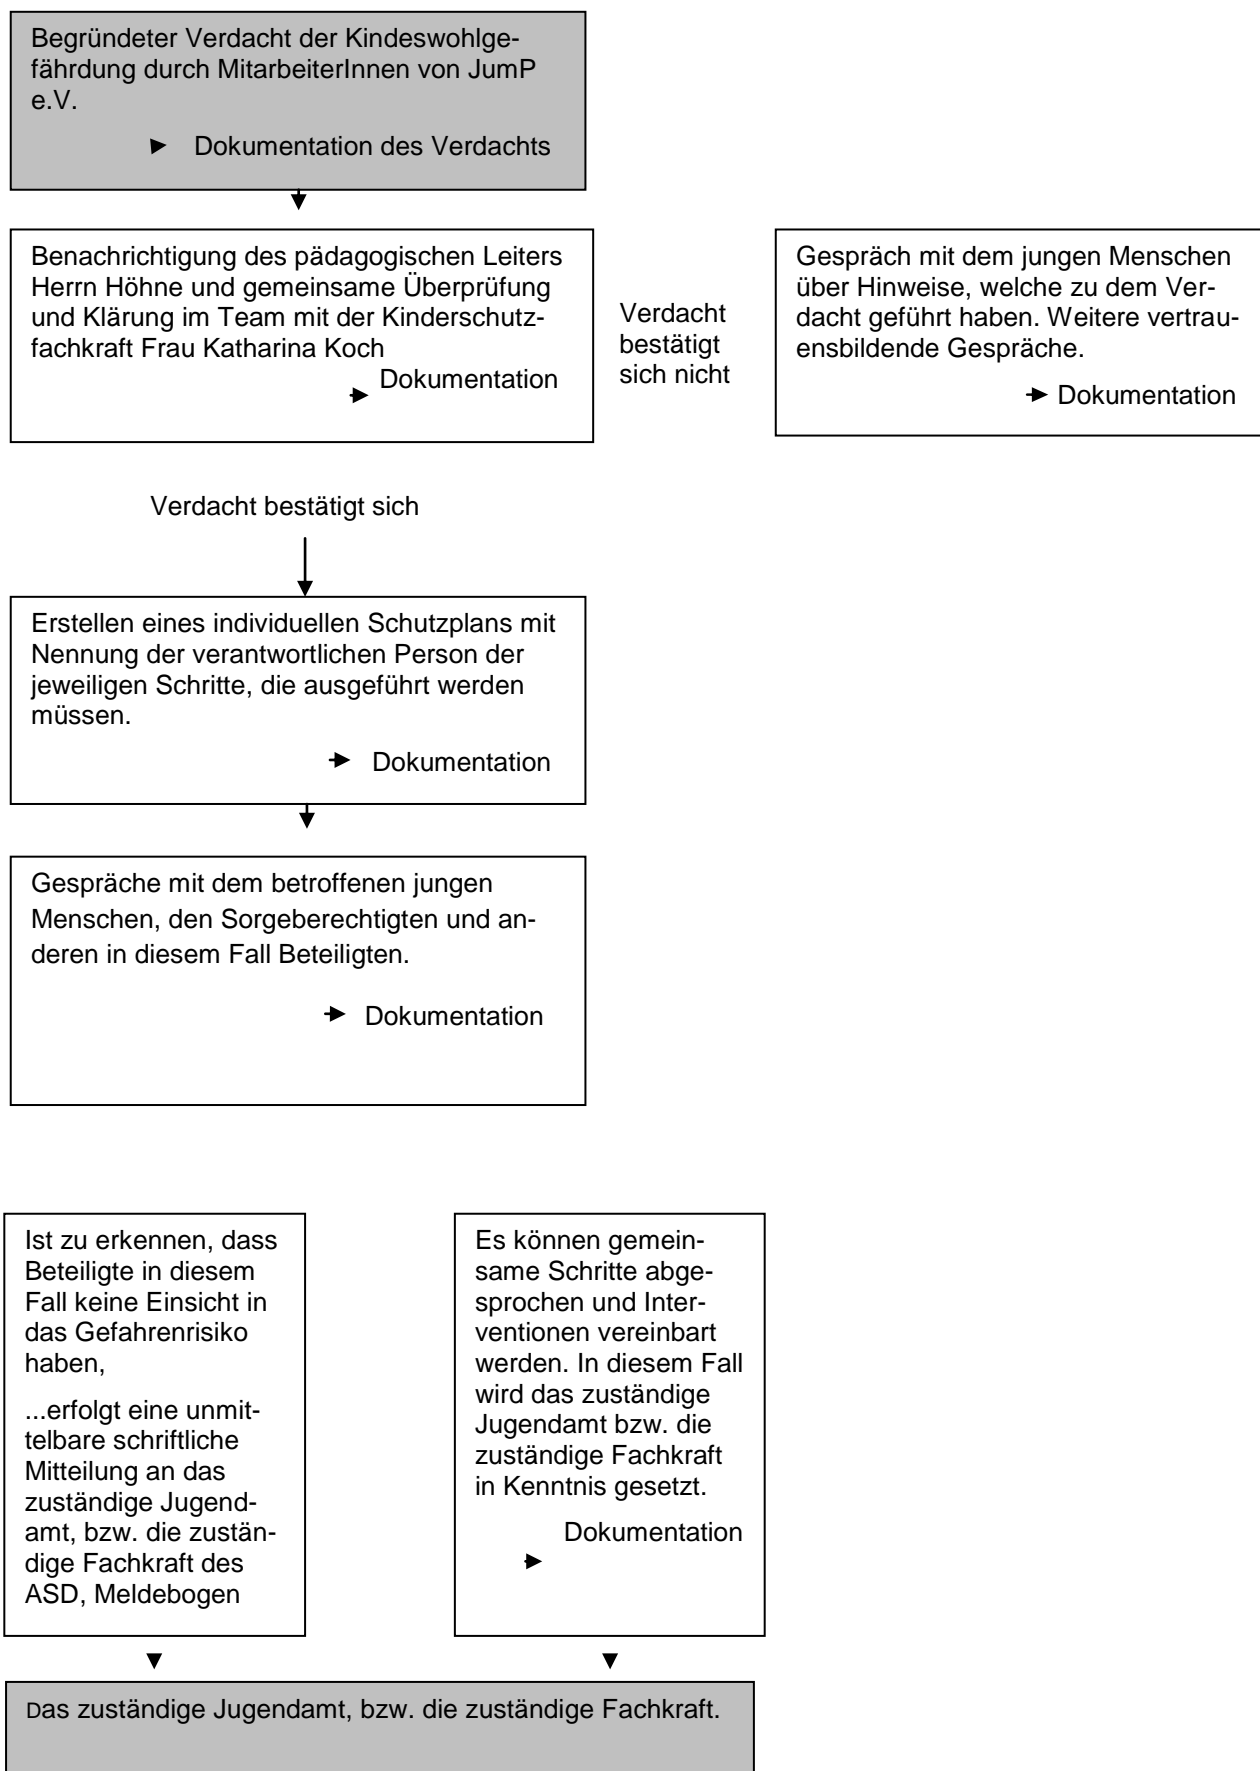 Begründeter Verdacht der Kindeswohlge-
fährdung durch MitarbeiterInnen von JumP
e.V.
Dokumentation des Verdachts
Benachrichtigung des pädagogischen Leiters
Herrn Höhne und gemeinsame Überprüfung
und Klärung im Team mit der Kinderschutz-
fachkraft Frau Katharina Koch
Dokumentation
Verdacht
bestätigt
sich nicht
Gespräch mit dem jungen Menschen
über Hinweise, welche zu dem Ver-
dacht geführt haben. Weitere vertrau-
ensbildende Gespräche.
Dokumentation
Verdacht bestätigt sich
Erstellen eines individuellen Schutzplans mit
Nennung der verantwortlichen Person der
jeweiligen Schritte, die ausgeführt werden
müssen.
Dokumentation
Gespräche mit dem betroffenen jungen
Menschen, den Sorgeberechtigten und an-
deren in diesem Fall Beteiligten.
Dokumentation
Ist zu erkennen, dass
Beteiligte in diesem
Fall keine Einsicht in
das Gefahrenrisiko
haben,
...erfolgt eine unmit-
telbare schriftliche
Mitteilung an das
zuständige Jugend-
amt, bzw. die zustän-
dige Fachkraft des
ASD, Meldebogen
Es können gemein-
same Schritte abge-
sprochen und Inter-
ventionen vereinbart
werden. In diesem Fall
wird das zuständige
Jugendamt bzw. die
zuständige Fachkraft
in Kenntnis gesetzt.
Dokumentation
Das zuständige Jugendamt, bzw. die zuständige Fachkraft.